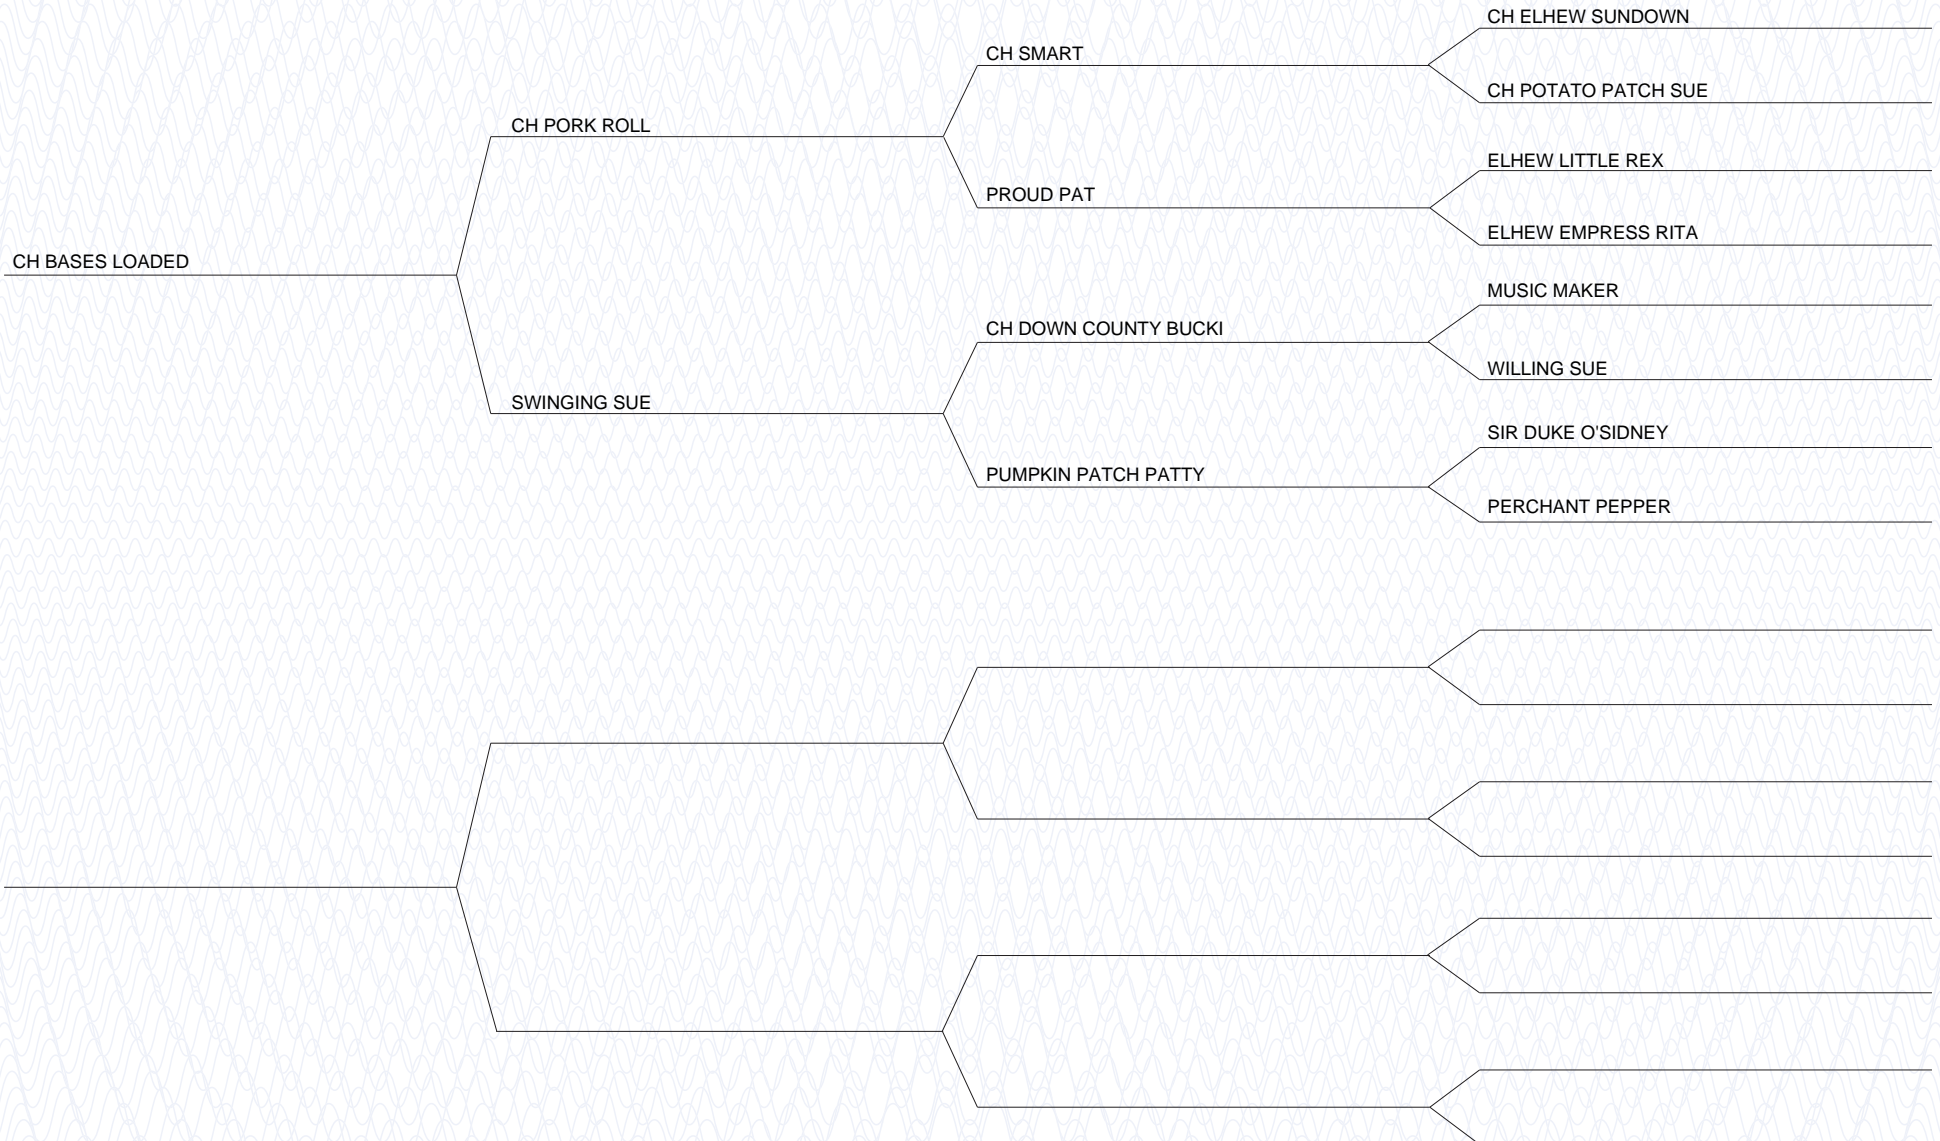 CH ELHEW SUNDOWN
CH SMART
CH POTATO PATCH SUE
CH PORK ROLL
ELHEW LITTLE REX
PROUD PAT
ELHEW EMPRESS RITA
CH BASES LOADED
MUSIC MAKER
CH DOWN COUNTY BUCKI
WILLING SUE
SWINGING SUE
SIR DUKE O'SIDNEY
PUMPKIN PATCH PATTY
PERCHANT PEPPER